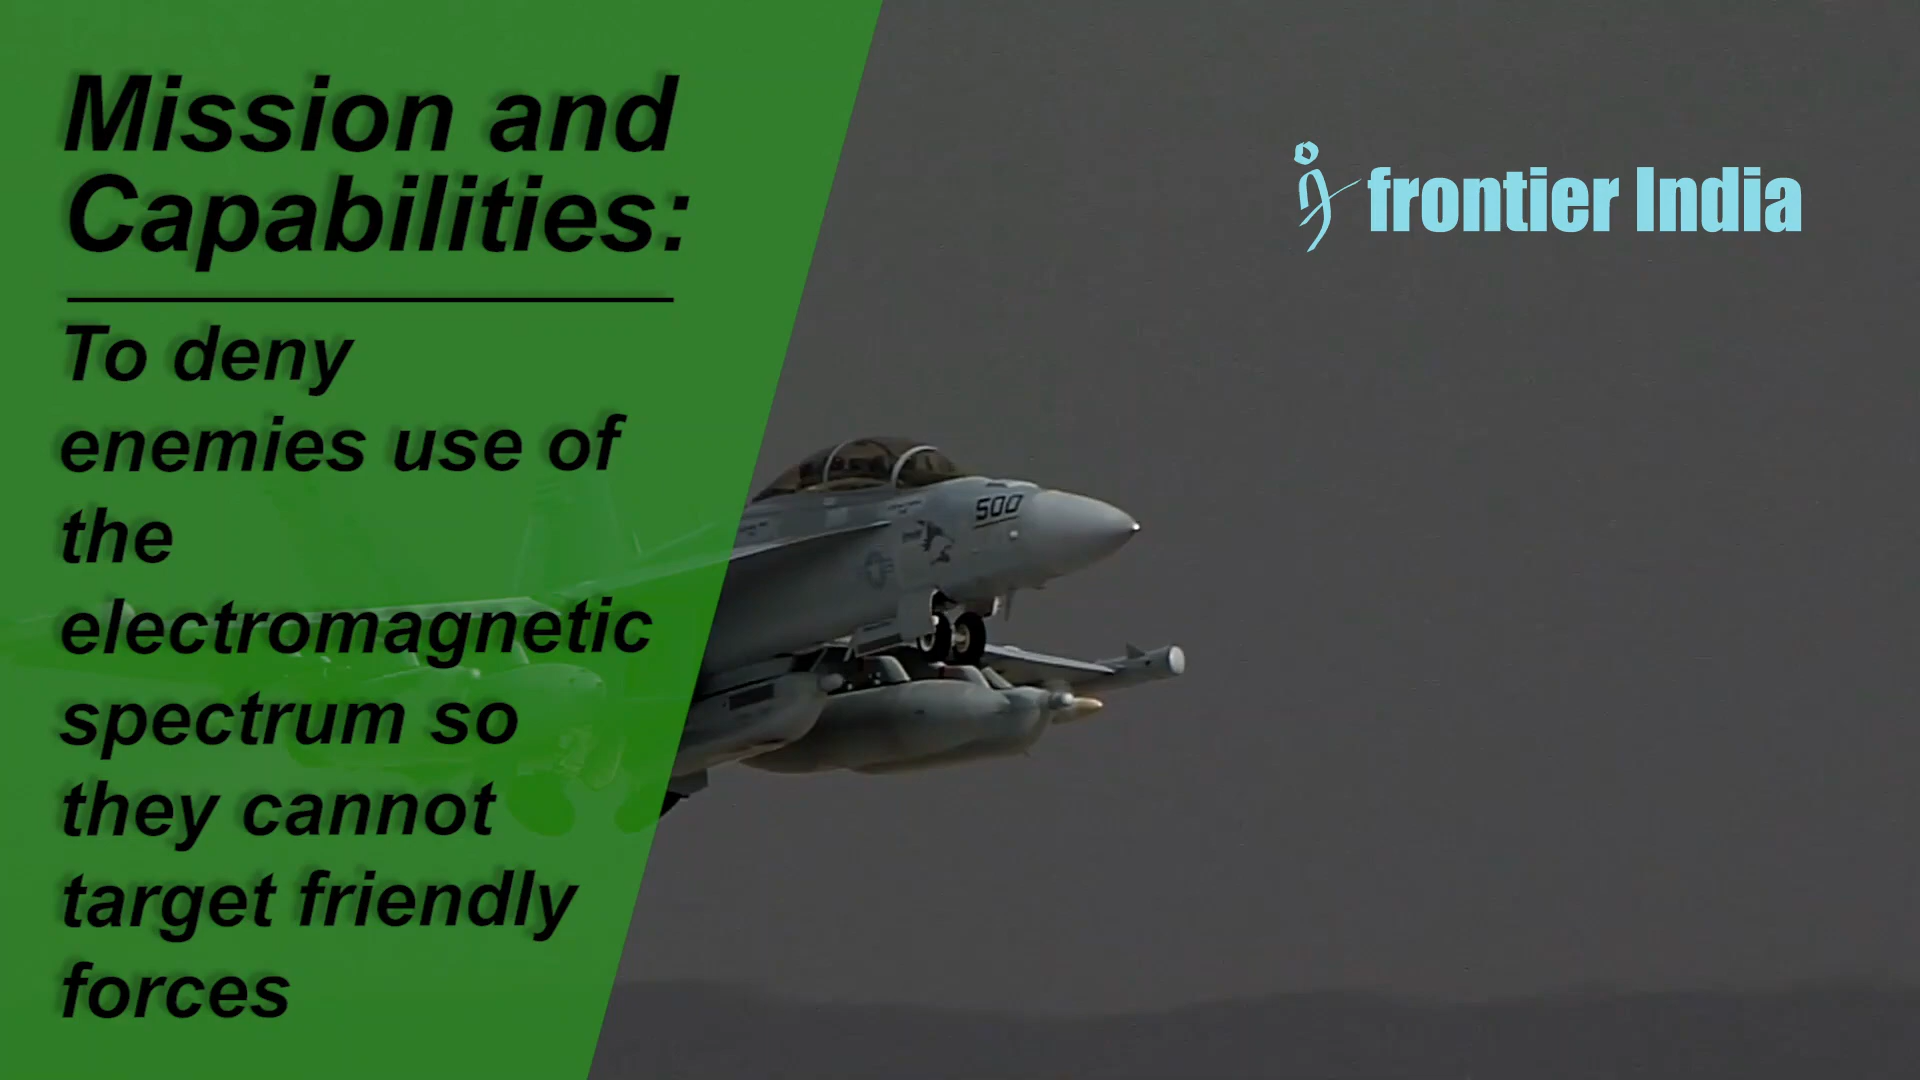 Mission and
Capabilities:
To deny
enemies use of
the
electromagnetic
spectrum so
they cannot
target friendly
forces
frontier India
500